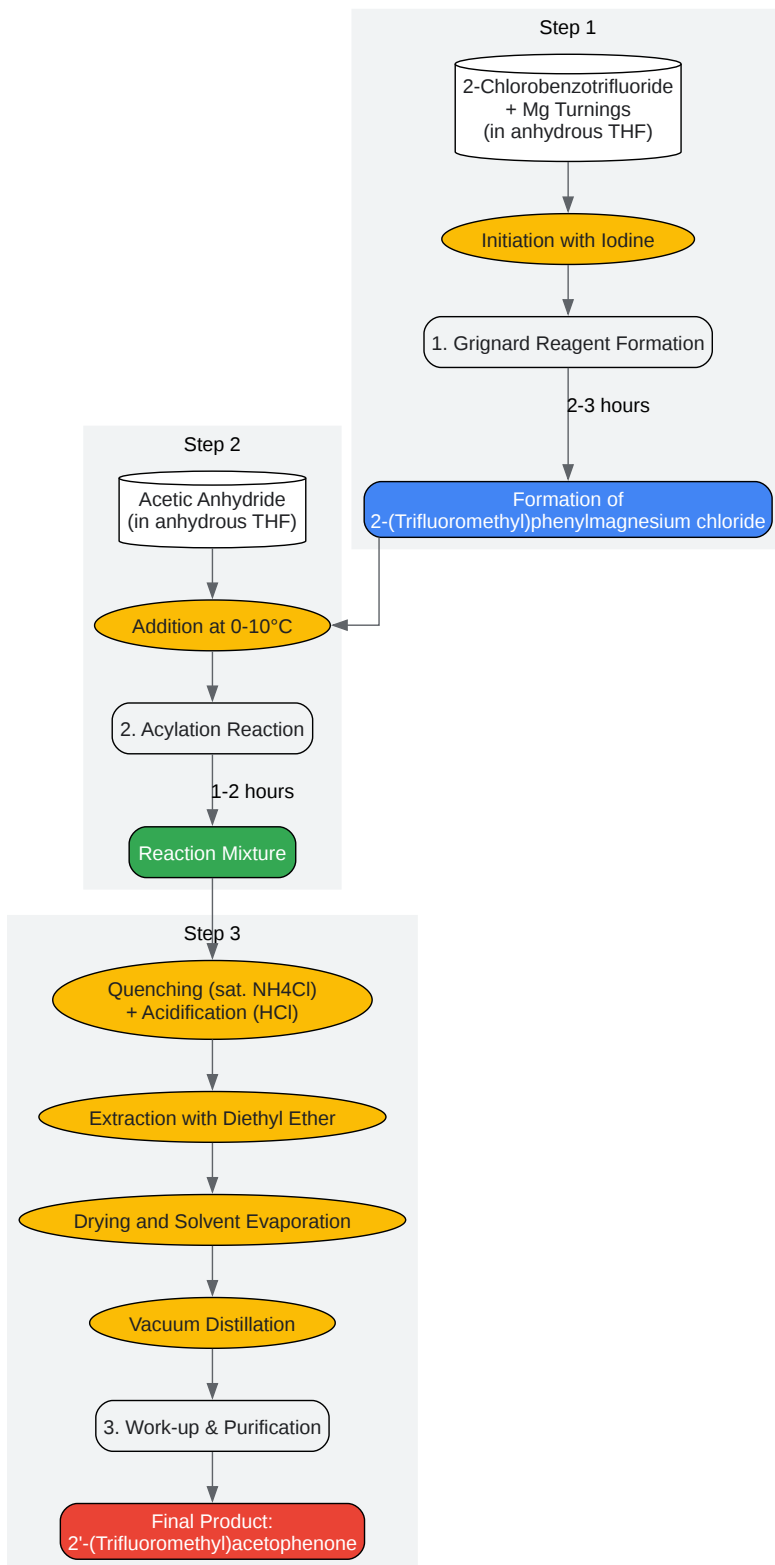 Step 1
2-Chlorobenzotrifluoride
+ Mg Turnings
(in anhydrous THF)
Initiation with Iodine
1. Grignard Reagent Formation
2-3 hours
Formation of
2-(Trifluoromethyl)phenylmagnesium chloride
Step 2
Acetic Anhydride
(in anhydrous THF)
Addition at 0-10°C
2. Acylation Reaction
1-2 hours
Reaction Mixture
Step 3
Quenching (sat. NH4Cl)
+ Acidification (HCl)
Extraction with Diethyl Ether
Drying and Solvent Evaporation
Vacuum Distillation
3. Work-up & Purification
Final Product:
2'-(Trifluoromethyl)acetophenone